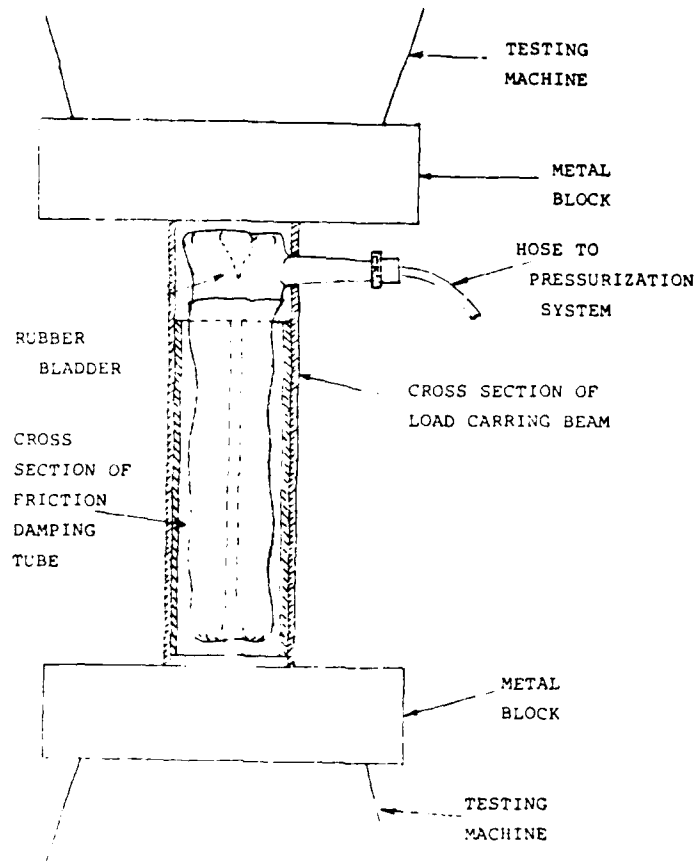 TESTING
MACHINE
METAL
BLOCK
HOSE TO
PRESSURIZATION
SYSTEM
RUBBER
BLADDER
CROSS SECTION OF
LOAD CARRING BEAM
CROSS
SECTION OF
FRICTION
DAMPING
TUBE
METAL
BLOCK
TESTING
MACHINE